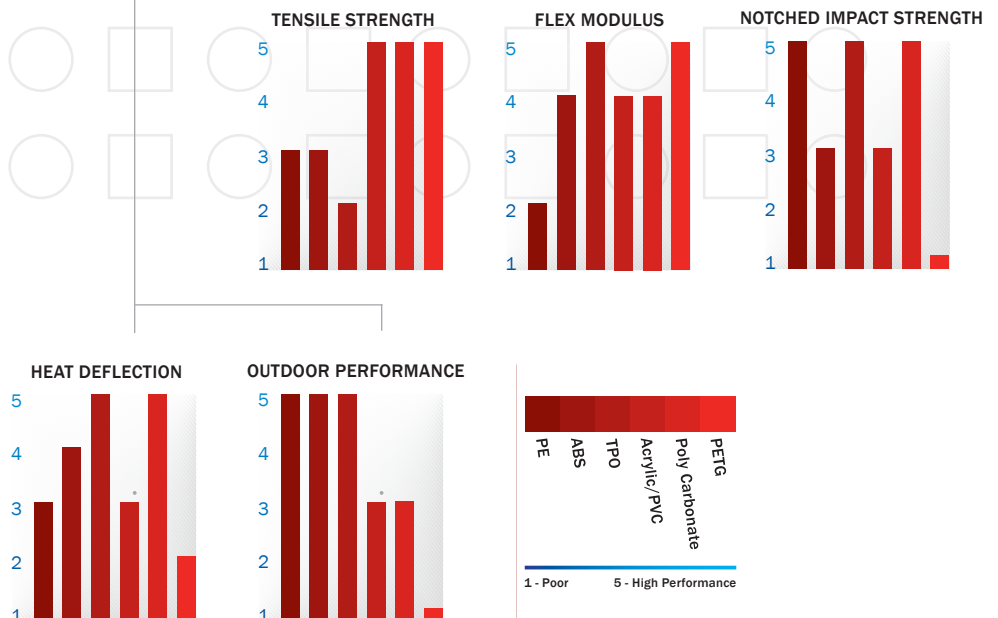 TENSILE STRENGTH
5
4
3
2
1
FLEX MODULUS
5
4
3
2
1
NOTCHED IMPACT STRENGTH
5
4
3
2
1
HEAT DEFLECTION
5
4
3
2
1
OUTDOOR PERFORMANCE
5
4
3
2
1
PE
ABS
TPO
Acrylic/PVC
Poly Carbonate
PETG
1 - Poor
5 - High Performance